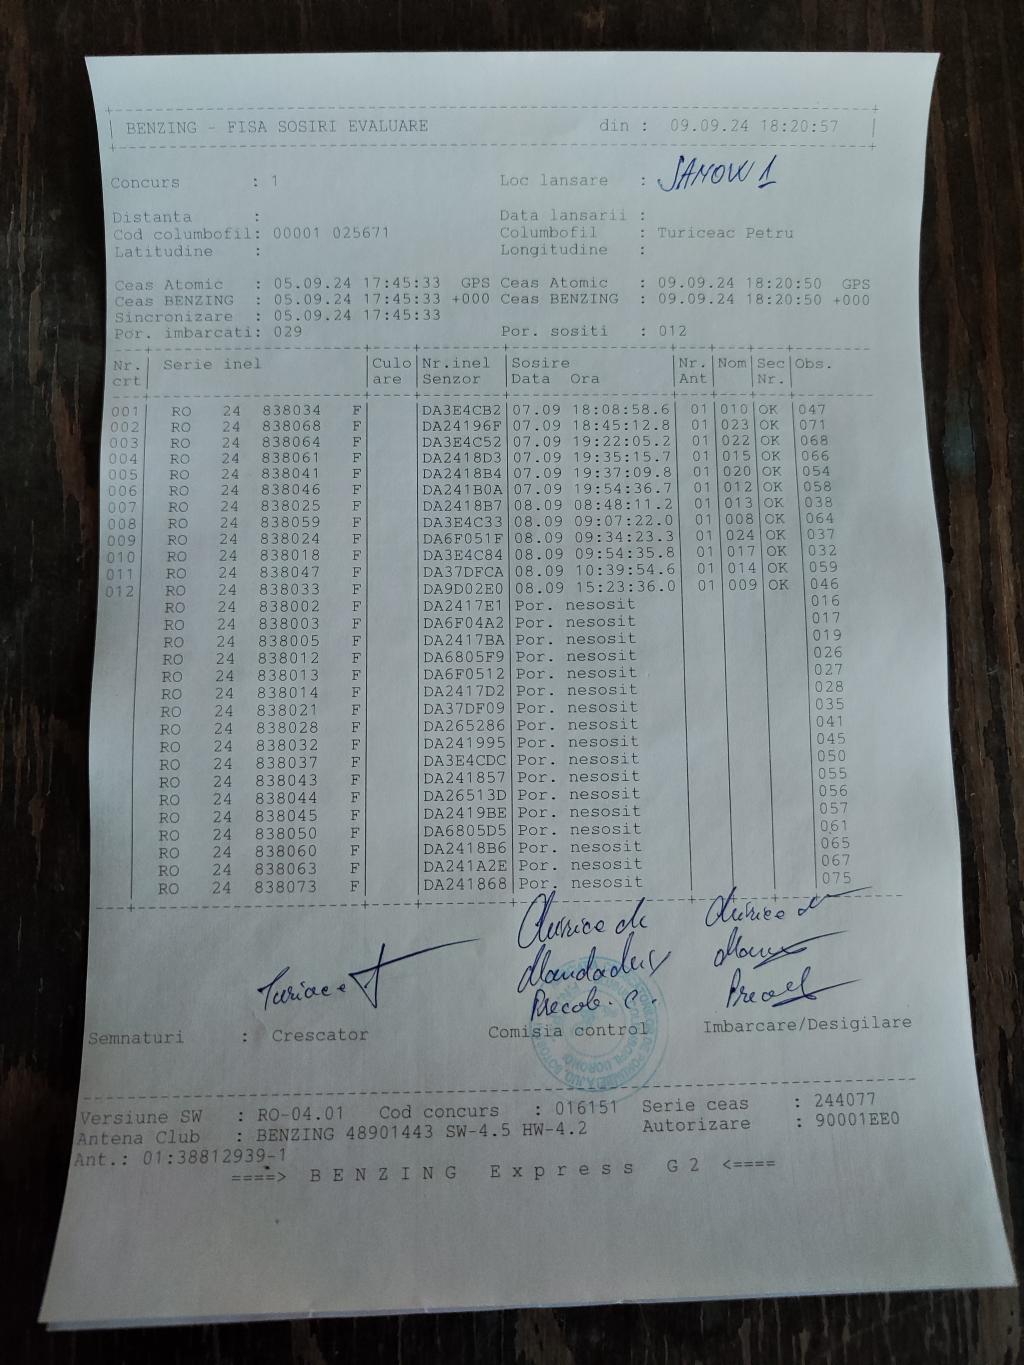 BENZING - FISA SOSIRI EVALUARE din : 09.09.24 18:20:57
Concurs : 1 Loc lansare : SANOW 1
Distanta : Data lansarii :
Cod columbofil: 00001 025671 Columbofil : Turiceac Petru
Latitudine : Longitudine :
Ceas Atomic : 05.09.24 17:45:33 GPS Ceas Atomic : 09.09.24 18:20:50 GPS
Ceas BENZING : 05.09.24 17:45:33 +000 Ceas BENZING : 09.09.24 18:20:50 +000
Sincronizare : 05.09.24 17:45:33
Por. imbarcati: 029 Por. sositi : 012
Nr. Serie inel Culo Nr.inel Sosire Nr. Nom Sec Obs.
crt are Senzor Data Ora Ant Nr.
001 RO 24 838034 F DA3E4CB2 07.09 18:08:58.6 01 010 OK 047
002 RO 24 838068 F DA24196F 07.09 18:45:12.8 01 023 OK 071
003 RO 24 838064 F DA3E4C52 07.09 19:22:05.2 01 022 OK 068
004 RO 24 838061 F DA2418D3 07.09 19:35:15.7 01 015 OK 066
005 RO 24 838041 F DA2418B4 07.09 19:37:09.8 01 020 OK 054
006 RO 24 838046 F DA241B0A 07.09 19:54:36.7 01 012 OK 058
007 RO 24 838025 F DA2418B7 08.09 08:48:11.2 01 013 OK 038
008 RO 24 838059 F DA3E4C33 08.09 09:07:22.0 01 008 OK 064
009 RO 24 838024 F DA6F051F 08.09 09:34:23.3 01 024 OK 037
010 RO 24 838018 F DA3E4C84 08.09 09:54:35.8 01 017 OK 032
011 RO 24 838047 F DA37DFCA 08.09 10:39:54.6 01 014 OK 059
012 RO 24 838033 F DA9D02E0 08.09 15:23:36.0 01 009 OK 046
RO 24 838002 F DA2417E1 Por. nesosit 016
RO 24 838003 F DA6F04A2 Por. nesosit 017
RO 24 838005 F DA2417BA Por. nesosit 019
RO 24 838012 F DA6805F9 Por. nesosit 026
RO 24 838013 F DA6F0512 Por. nesosit 027
RO 24 838014 F DA2417D2 Por. nesosit 028
RO 24 838021 F DA37DF09 Por. nesosit 035
RO 24 838028 F DA265286 Por. nesosit 041
RO 24 838032 F DA241995 Por. nesosit 045
RO 24 838037 F DA3E4CDC Por. nesosit 050
RO 24 838043 F DA241857 Por. nesosit 055
RO 24 838044 F DA26513D Por. nesosit 056
RO 24 838045 F DA2419BE Por. nesosit 057
RO 24 838050 F DA6805D5 Por. nesosit 061
RO 24 838060 F DA2418B6 Por. nesosit 065
RO 24 838063 F DA241A2E Por. nesosit 067
RO 24 838073 F DA241868 Por. nesosit 075
Semnaturi : Crescator Comisia control Imbarcare/Desigilare
Versiune SW : RO-04.01 Cod concurs : 016151 Serie ceas : 244077
Antena Club : BENZING 48901443 SW-4.5 HW-4.2 Autorizare : 90001EE0
Ant.: 01:38812939-1
====> B E N Z I N G E x p r e s s G 2 <====